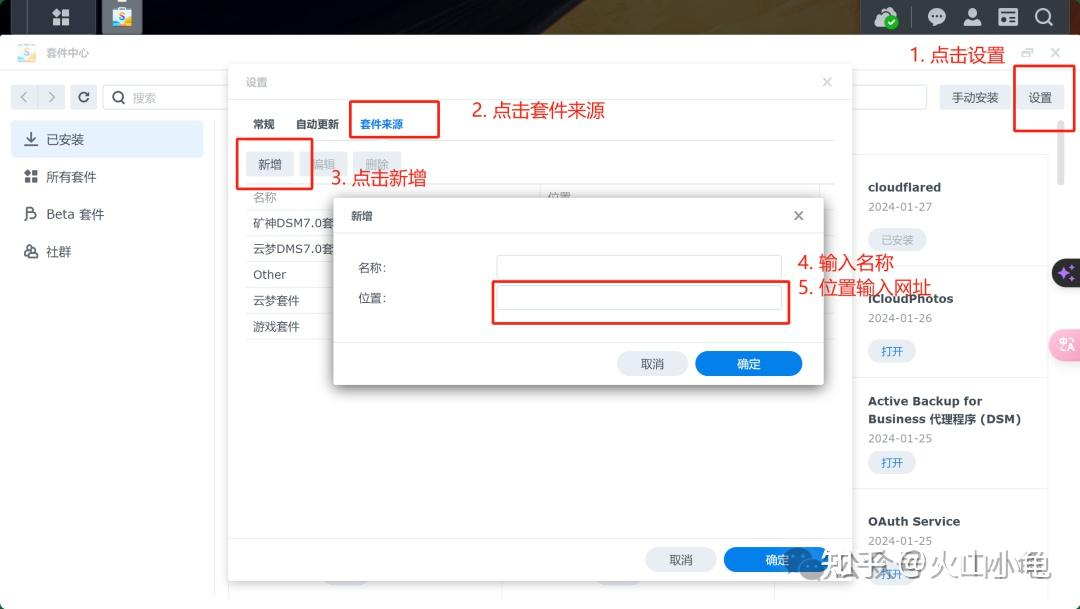 套件中心
1. 点击设置
搜索
手动安装
设置
已安装
所有套件
Beta 套件
社群
设置
常规
自动更新
套件来源
2. 点击套件来源
新增
编辑
删除
3. 点击新增
名称
位置
矿神DSM7.0套
云梦DMS7.0套
Other
云梦套件
游戏套件
新增
名称:
位置:
4. 输入名称
5. 位置输入网址
取消
确定
取消
确定
cloudflared
2024-01-27
已安装
iCloudPhotos
2024-01-26
打开
Active Backup for
Business 代理程序 (DSM)
2024-01-25
打开
OAuth Service
2024-01-25
打开
知乎 @火山小龟